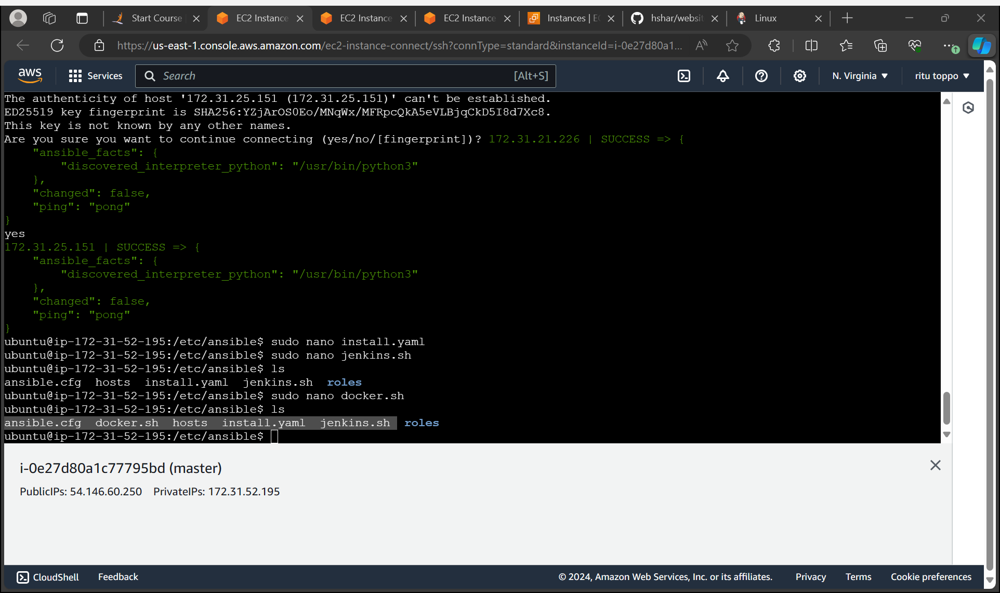 Start Course
EC2 Instance
EC2 Instance
EC2 Instance
Instances | EC
hshar/websit
Linux
https://us-east-1.console.aws.amazon.com/ec2-instance-connect/ssh?connType=standard&instanceId=i-0e27d80a1...
aws
Services
Search
[Alt+S]
N. Virginia
ritu toppo
The authenticity of host '172.31.25.151 (172.31.25.151)' can't be established.
ED25519 key fingerprint is SHA256:YZjArOS0Eo/MNqWx/MFRpcQkA5eVLBjqCkD5I8d7Xc8.
This key is not known by any other names.
Are you sure you want to continue connecting (yes/no/[fingerprint])? 172.31.21.226 | SUCCESS => {
    "ansible_facts": {
        "discovered_interpreter_python": "/usr/bin/python3"
    },
    "changed": false,
    "ping": "pong"
}
yes
172.31.25.151 | SUCCESS => {
    "ansible_facts": {
        "discovered_interpreter_python": "/usr/bin/python3"
    },
    "changed": false,
    "ping": "pong"
}
ubuntu@ip-172-31-52-195:/etc/ansible$ sudo nano install.yaml
ubuntu@ip-172-31-52-195:/etc/ansible$ sudo nano jenkins.sh
ubuntu@ip-172-31-52-195:/etc/ansible$ ls
ansible.cfg  hosts  install.yaml  jenkins.sh  roles
ubuntu@ip-172-31-52-195:/etc/ansible$ sudo nano docker.sh
ubuntu@ip-172-31-52-195:/etc/ansible$ ls
ansible.cfg  docker.sh  hosts  install.yaml  jenkins.sh  roles
ubuntu@ip-172-31-52-195:/etc/ansible$
i-0e27d80a1c77795bd (master)
PublicIPs: 54.146.60.250    PrivateIPs: 172.31.52.195
CloudShell
Feedback
© 2024, Amazon Web Services, Inc. or its affiliates.
Privacy
Terms
Cookie preferences